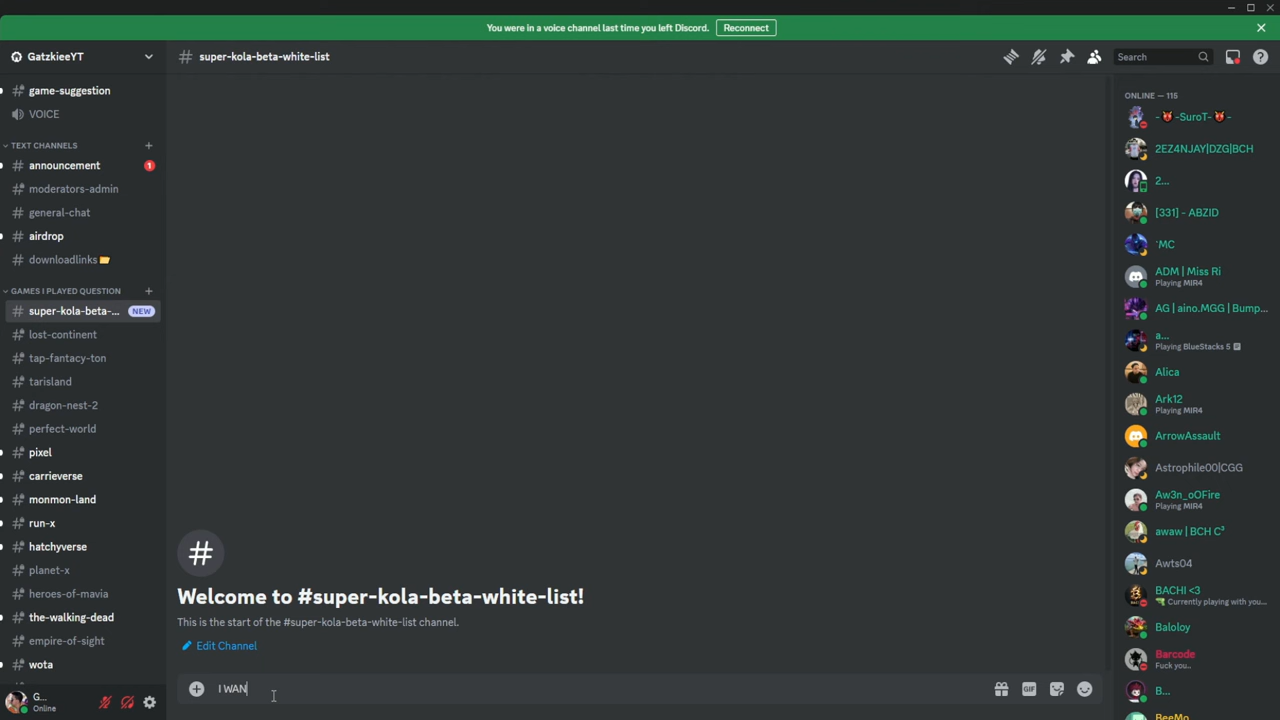 You were in a voice channel last time you left Discord. Reconnect
GatzkieeYT
super-kola-beta-white-list
Search
game-suggestion
VOICE
TEXT CHANNELS
announcement 1
moderators-admin
general-chat
airdrop
downloadlinks
GAMES I PLAYED QUESTION
super-kola-beta-... NEW
lost-continent
tap-fantacy-ton
tarisland
dragon-nest-2
perfect-world
pixel
carrieverse
monmon-land
run-x
hatchyverse
planet-x
heroes-of-mavia
the-walking-dead
empire-of-sight
wota
G...
Online
Welcome to #super-kola-beta-white-list!
This is the start of the #super-kola-beta-white-list channel.
Edit Channel
I WAN
GIF
ONLINE — 115
- 👹 -SuroT- 👹 -
2EZ4NJAY|DZG|BCH
2...
[331] - ABZID
'MC
ADM | Miss Ri
Playing MIR4
AG | aino.MGG | Bump...
a...
Playing BlueStacks 5
Alica
Ark12
Playing MIR4
ArrowAssault
Astrophile00|CGG
Aw3n_oOFire
Playing MIR4
awaw | BCH C³
Awts04
BACHI <3
Currently playing with you...
Baloloy
Barcode
Fuck you..
B...
BeeMo